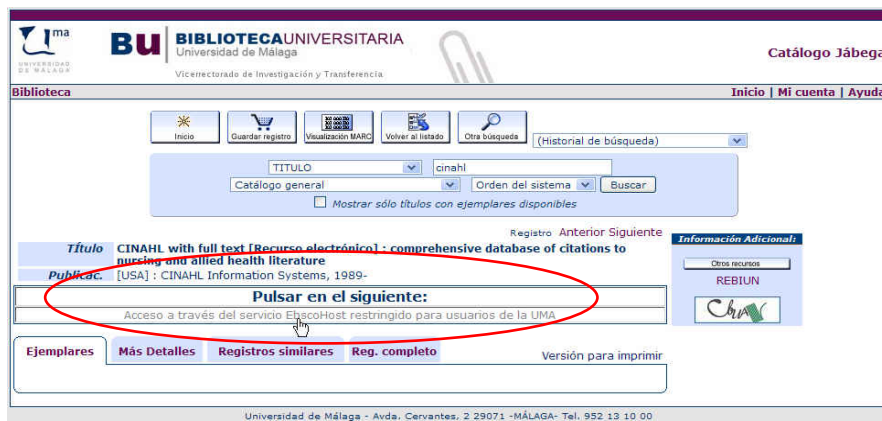 uma
UNIVERSIDAD
DE MÁLAGA
BU BIBLIOTECAUNIVERSITARIA
Universidad de Málaga
Vicerrectorado de Investigación y Transferencia
Catálogo Jábega
Biblioteca
Inicio | Mi cuenta | Ayuda
Inicio
Guardar registro
Visualización MARC
Volver al listado
Otra búsqueda
(Historial de búsqueda)
TITULO
cinahl
Catálogo general
Orden del sistema
Buscar
Mostrar sólo títulos con ejemplares disponibles
Registro Anterior Siguiente
Título CINAHL with full text [Recurso electrónico] : comprehensive database of citations to
nursing and allied health literature
Publicac. [USA] : CINAHL Information Systems, 1989-
Pulsar en el siguiente:
Acceso a través del servicio EbscoHost restringido para usuarios de la UMA
Información Adicional:
Otros recursos
REBIUN
Cbua
Ejemplares
Más Detalles
Registros similares
Reg. completo
Versión para imprimir
Universidad de Málaga - Avda. Cervantes, 2 29071 -MÁLAGA- Tel. 952 13 10 00